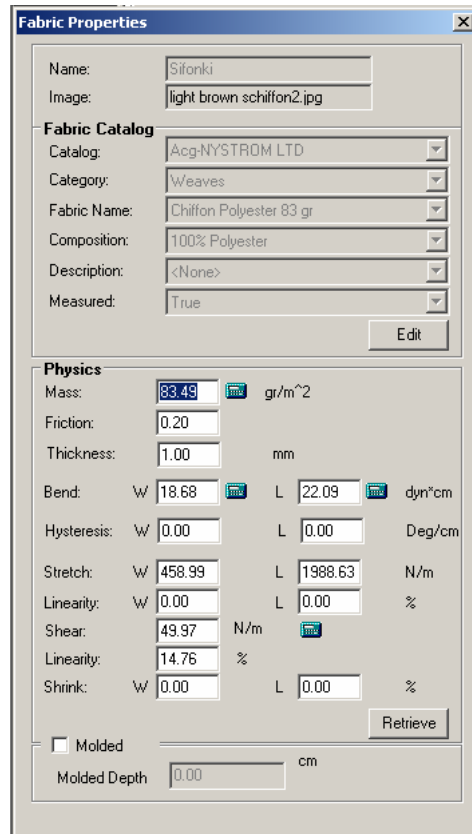 Fabric Properties
Name: Sifonki
Image: light brown schiffon2.jpg
Fabric Catalog
Catalog: Acg-NYSTROM LTD
Category: Weaves
Fabric Name: Chiffon Polyester 83 gr
Composition: 100% Polyester
Description: <None>
Measured: True
Edit
Physics
Mass: 83.49 gr/m^2
Friction: 0.20
Thickness: 1.00 mm
Bend: W 18.68 L 22.09 dyn*cm
Hysteresis: W 0.00 L 0.00 Deg/cm
Stretch: W 458.99 L 1988.63 N/m
Linearity: W 0.00 L 0.00 %
Shear: 49.97 N/m
Linearity: 14.76 %
Shrink: W 0.00 L 0.00 %
Retrieve
Molded
Molded Depth 0.00 cm